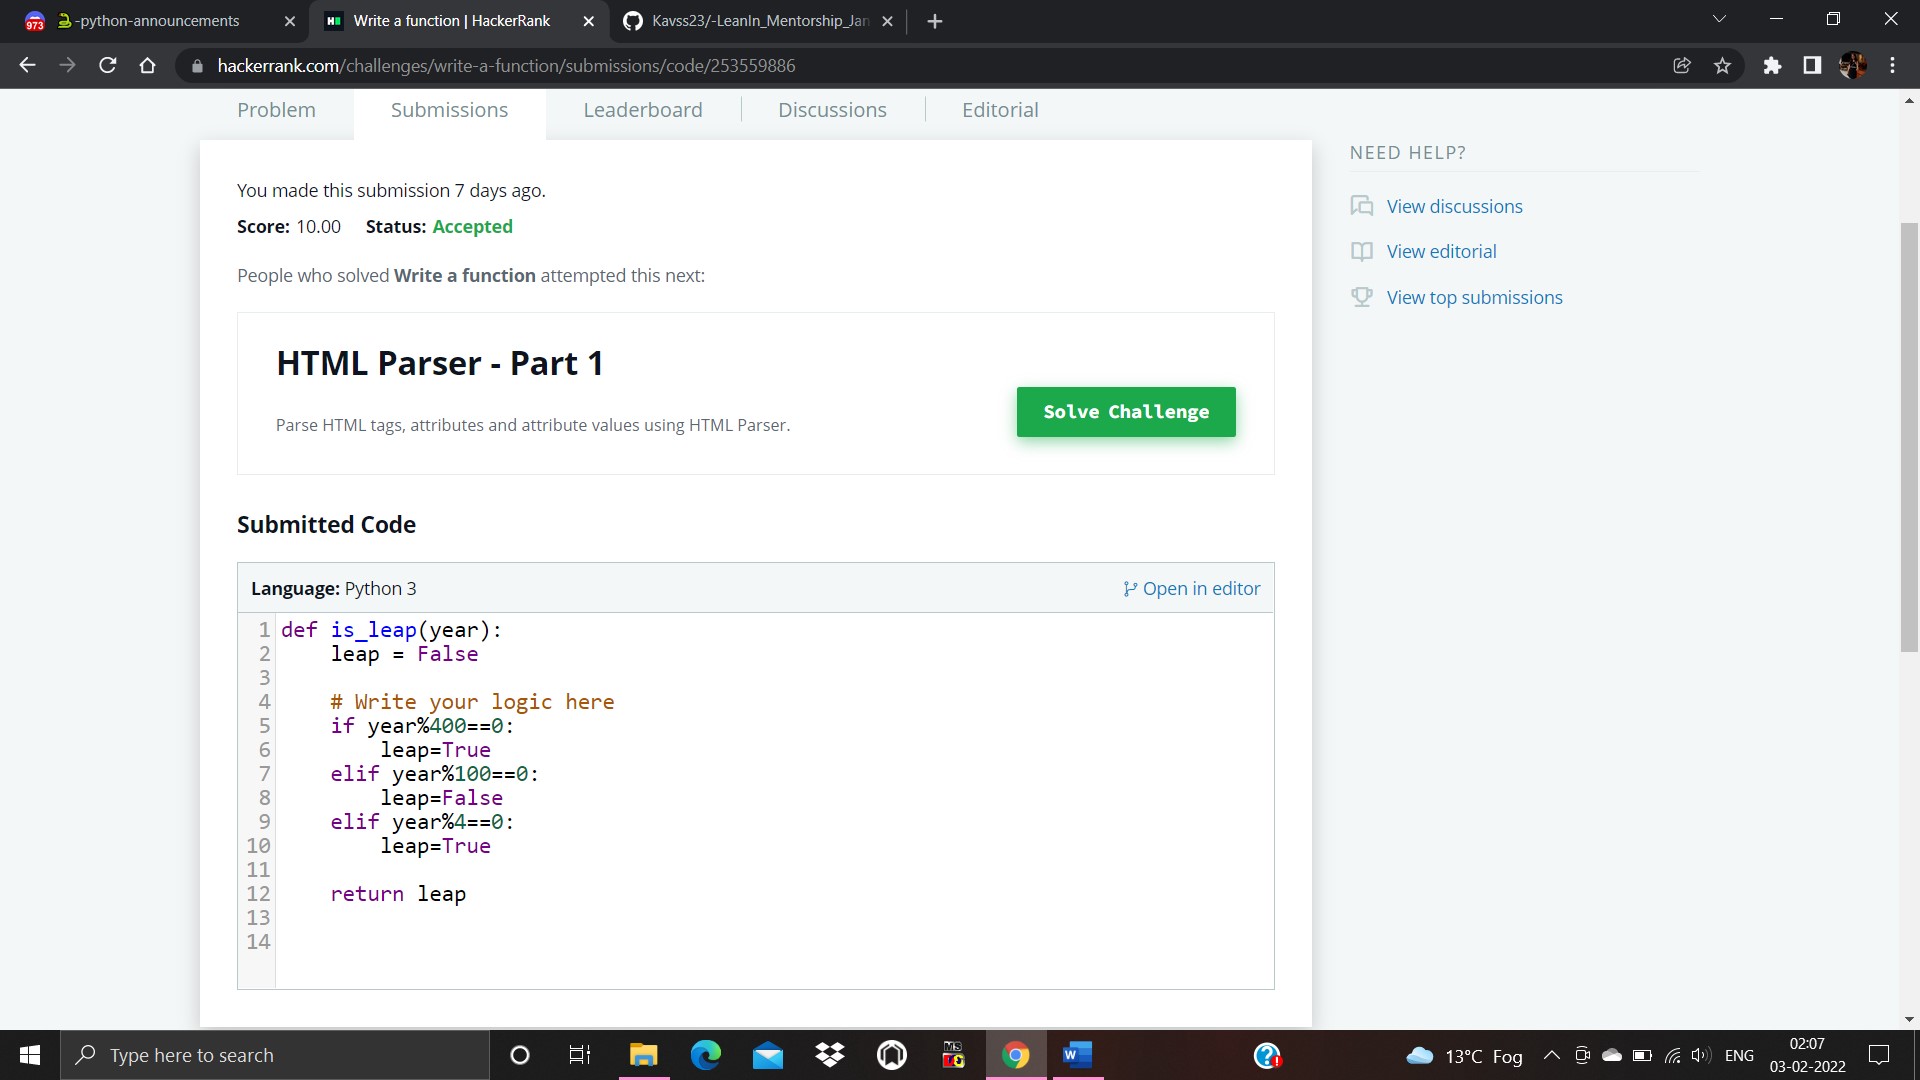 973 -python-announcements
Write a function | HackerRank
Kavss23/-LeanIn_Mentorship_Jan
hackerrank.com/challenges/write-a-function/submissions/code/253559886
Problem Submissions Leaderboard Discussions Editorial
You made this submission 7 days ago.
Score: 10.00 Status: Accepted
People who solved Write a function attempted this next:
HTML Parser - Part 1
Parse HTML tags, attributes and attribute values using HTML Parser.
Solve Challenge
Submitted Code
Language: Python 3
Open in editor
1 def is_leap(year):
2     leap = False
3
4     # Write your logic here
5     if year%400==0:
6         leap=True
7     elif year%100==0:
8         leap=False
9     elif year%4==0:
10         leap=True
11
12     return leap
13
14
NEED HELP?
View discussions
View editorial
View top submissions
Type here to search
13°C Fog
ENG
02:07
03-02-2022